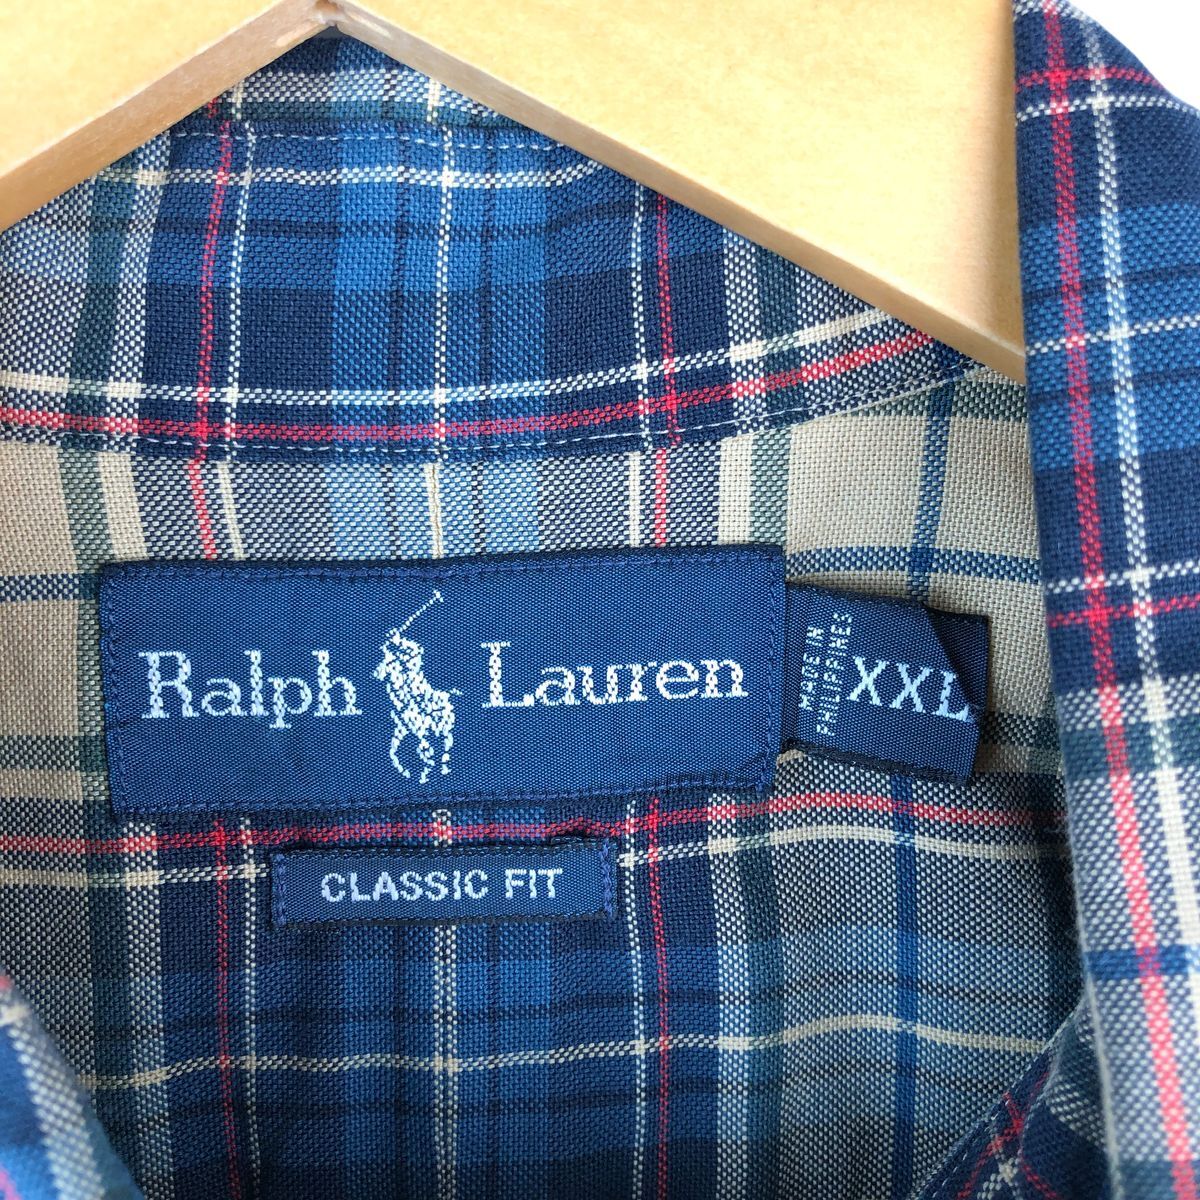 Ralph Lauren
MADE IN
PHILIPPINES
XXL
CLASSIC FIT